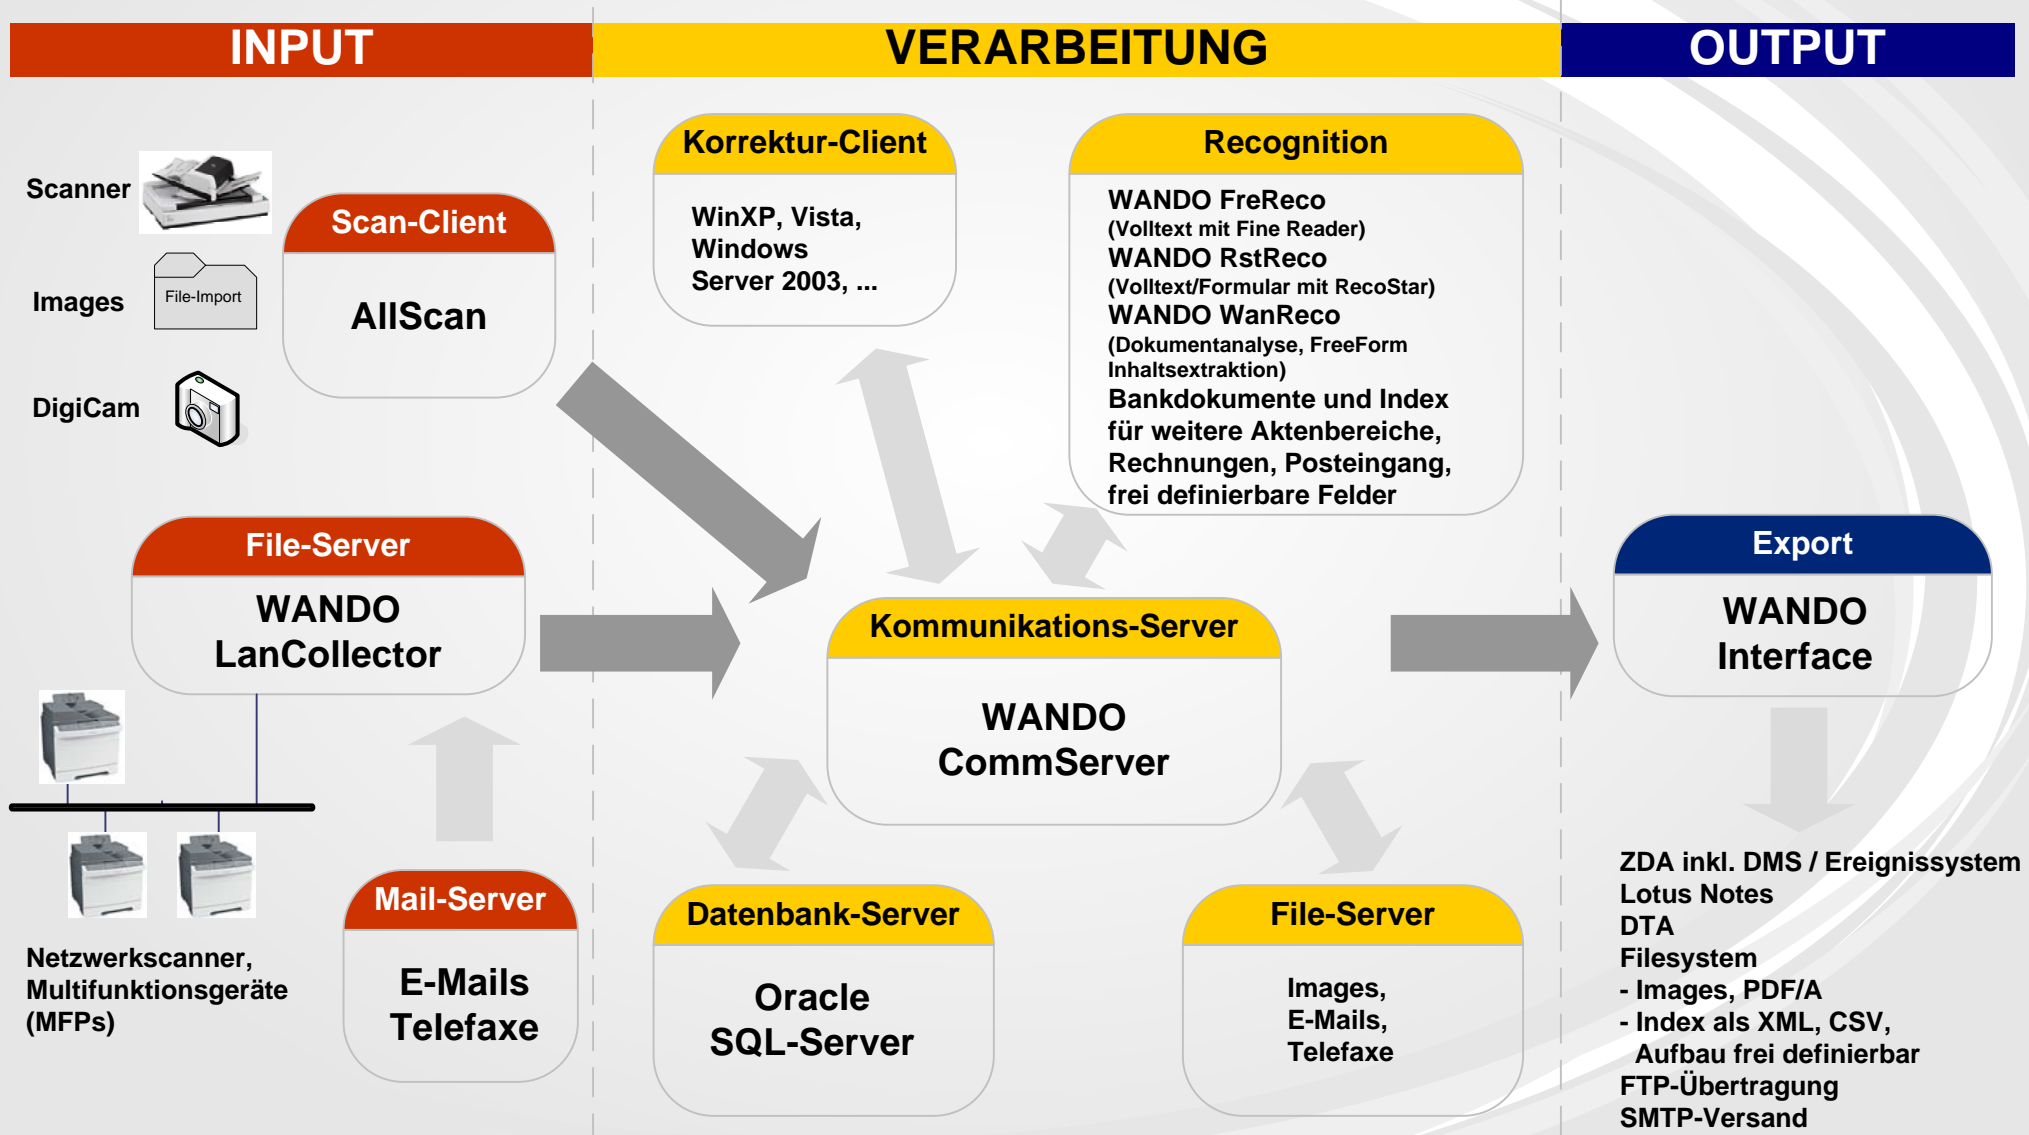 INPUT
VERARBEITUNG
OUTPUT
Scanner
Images
File-Import
DigiCam
Scan-Client
AllScan
File-Server
WANDO
LanCollector
Netzwerkscanner,
Multifunktionsgeräte
(MFPs)
Mail-Server
E-Mails
Telefaxe
Korrektur-Client
WinXP, Vista,
Windows
Server 2003, ...
Recognition
WANDO FreReco
(Volltext mit Fine Reader)
WANDO RstReco
(Volltext/Formular mit RecoStar)
WANDO WanReco
(Dokumentanalyse, FreeForm
Inhaltsextraktion)
Bankdokumente und Index
für weitere Aktenbereiche,
Rechnungen, Posteingang,
frei definierbare Felder
Kommunikations-Server
WANDO
CommServer
Datenbank-Server
Oracle
SQL-Server
File-Server
Images,
E-Mails,
Telefaxe
Export
WANDO
Interface
ZDA inkl. DMS / Ereignissystem
Lotus Notes
DTA
Filesystem
- Images, PDF/A
- Index als XML, CSV,
Aufbau frei definierbar
FTP-Übertragung
SMTP-Versand